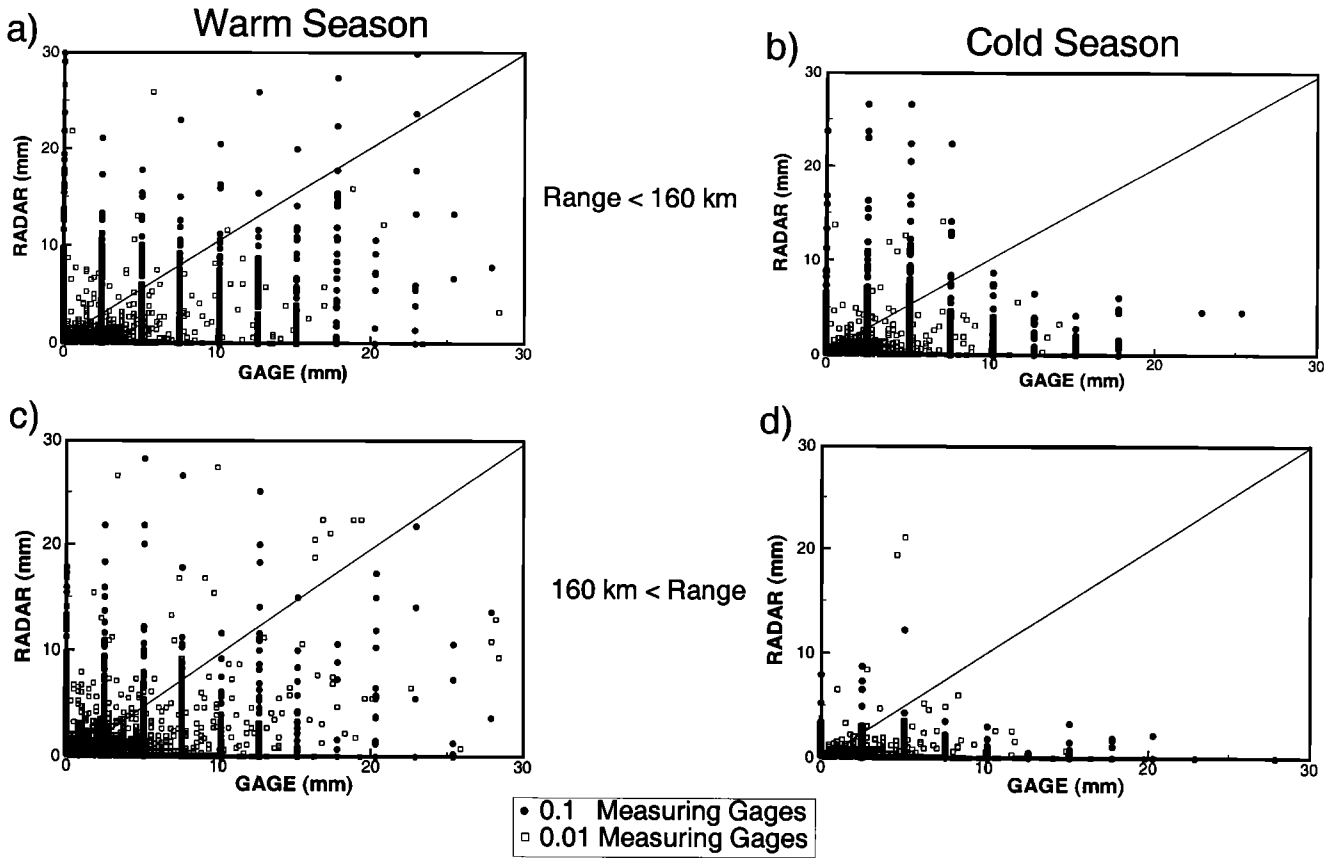 Warm Season
Cold Season
a)
30
20
10
0
RADAR (mm)
0 10 20 30
GAGE (mm)
Range < 160 km
b)
30
20
10
0
RADAR (mm)
0 10 20 30
GAGE (mm)
c)
30
20
10
0
RADAR (mm)
0 10 20 30
GAGE (mm)
160 km < Range
d)
30
20
10
0
RADAR (mm)
0 10 20 30
GAGE (mm)
0.1 Measuring Gages
0.01 Measuring Gages